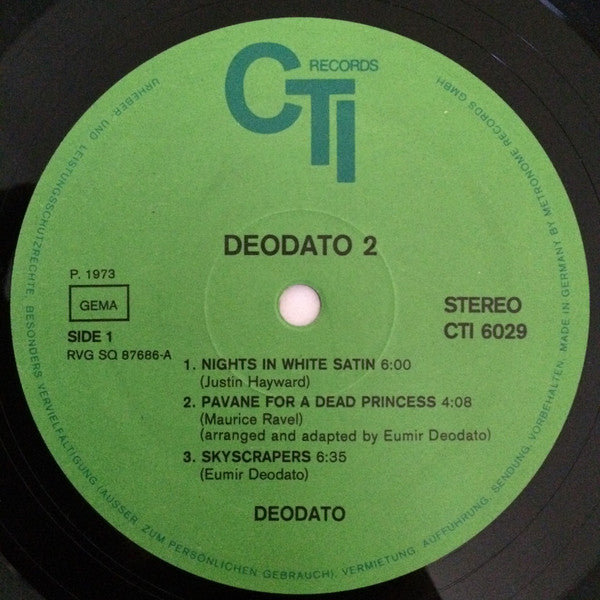 RECORDS
CTI
DEODATO 2
P. 1973
GEMA
SIDE 1
RVG SQ 87686-A
STEREO
CTI 6029
1. NIGHTS IN WHITE SATIN 6:00
(Justin Hayward)
2. PAVANE FOR A DEAD PRINCESS 4:08
(Maurice Ravel)
(arranged and adapted by Eumir Deodato)
3. SKYSCRAPERS 6:35
(Eumir Deodato)
DEODATO
URHEBER- UND LEISTUNGSSCHUTZRECHTE, BESONDERS VERVIELFÄLTIGUNG (AUSSER ZUM PERSÖNLICHEN GEBRAUCH), VERMIETUNG, AUFFÜHRUNG, SENDUNG, VORBEHALTEN. MADE IN GERMANY BY METRONOME RECORDS GMBH